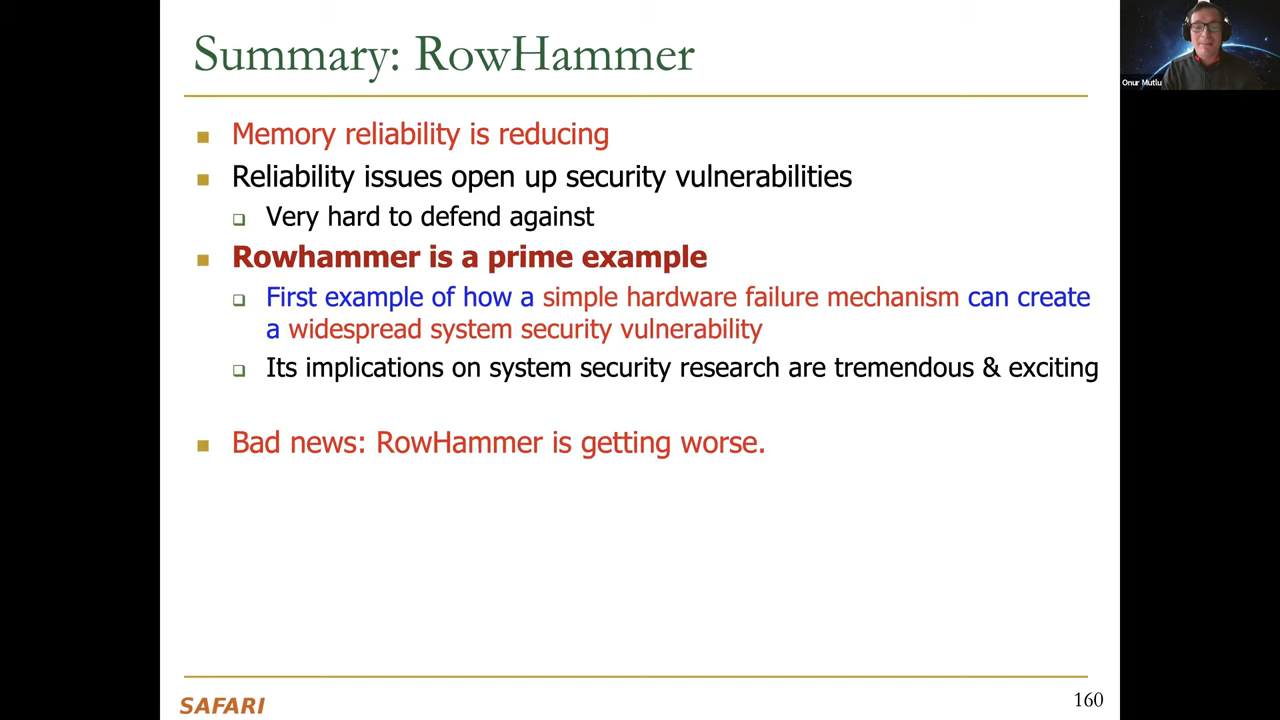 Summary: RowHammer
Onur Mutlu
Memory reliability is reducing
Reliability issues open up security vulnerabilities
Very hard to defend against
Rowhammer is a prime example
First example of how a simple hardware failure mechanism can create
a widespread system security vulnerability
Its implications on system security research are tremendous & exciting
Bad news: RowHammer is getting worse.
SAFARI
160